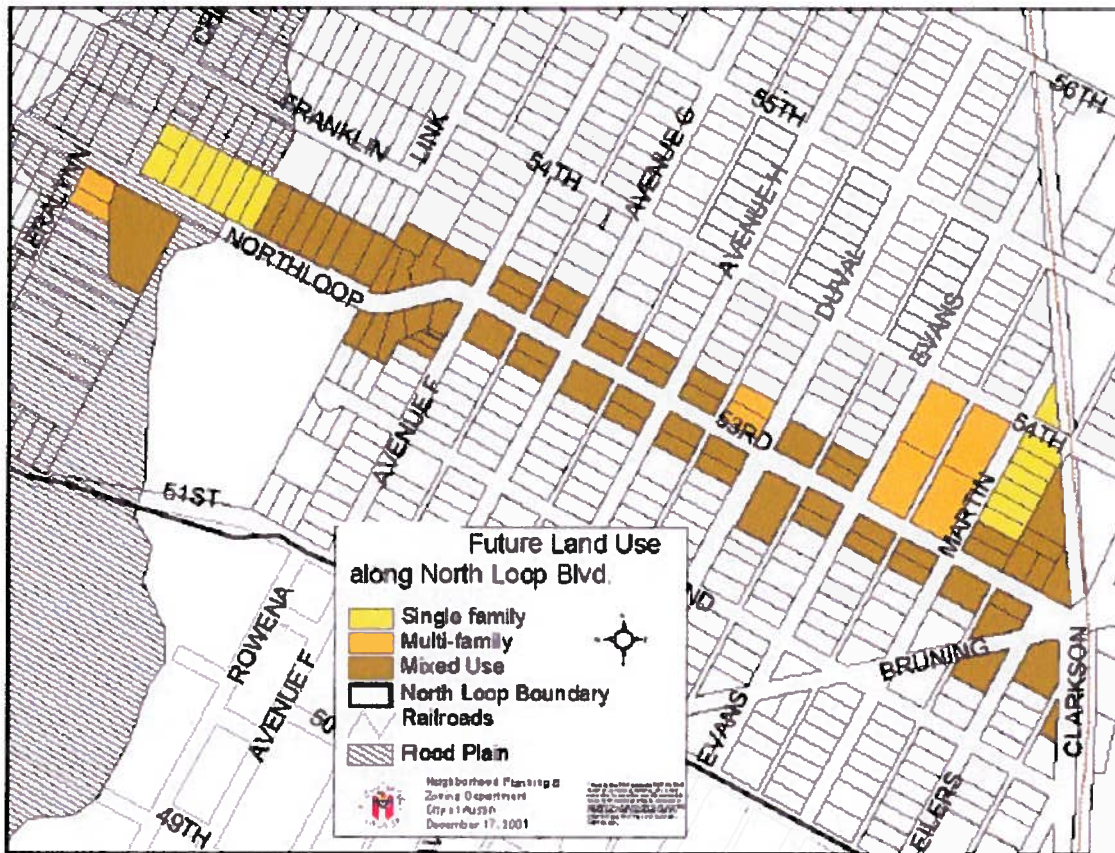 FRANKLIN
LINK
54TH
AVENUE G
55TH
56TH
AVENUE H
DUVAL
EVANS
NORTHLOOP
53RD
54TH
MARTIN
AVENUE F
51ST
ROWENA
AVENUE F
49TH
BRUNING
EVANS
EILERS
CLARKSON
Future Land Use
along North Loop Blvd.
Single family
Multi-family
Mixed Use
North Loop Boundary
Railroads
Flood Plain
Neighborhood Planning &
Zoning Department
City of Austin
December 17, 2001